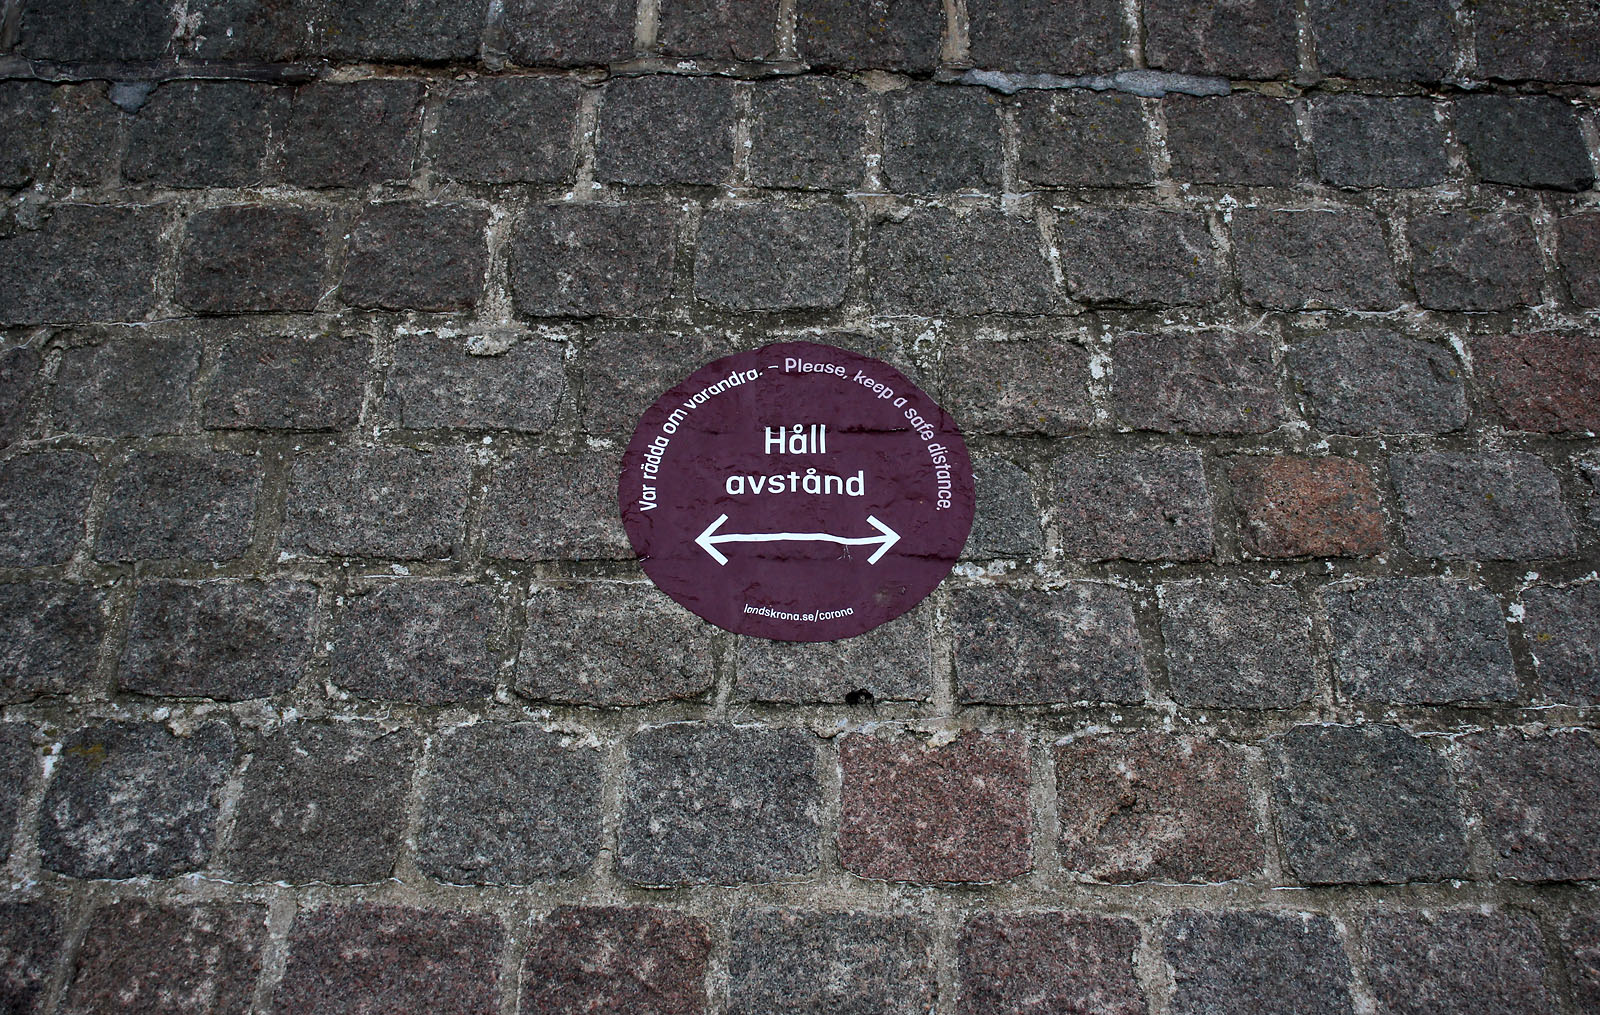 Var rädda om varandra. – Please, keep a safe distance.
Håll
avstånd
landskrona.se/corona